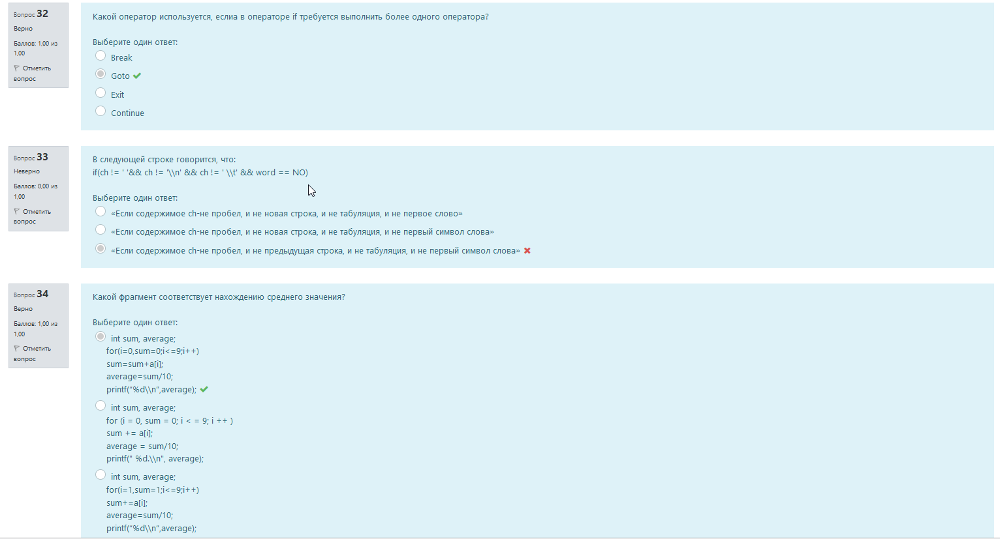 Вопрос 32
Верно
Баллов: 1,00 из
1,00
Отметить
вопрос
Какой оператор используется, еслиа в операторе if требуется выполнить более одного оператора?
Выберите один ответ:
Break
Goto
Exit
Continue
Вопрос 33
Неверно
Баллов: 0,00 из
1,00
Отметить
вопрос
В следующей строке говорится, что:
if(ch != ' '&& ch != '\\n' && ch != ' \\t' && word == NO)
Выберите один ответ:
«Если содержимое ch-не пробел, и не новая строка, и не табуляция, и не первое слово»
«Если содержимое ch-не пробел, и не новая строка, и не табуляция, и не первый символ слова»
«Если содержимое ch-не пробел, и не предыдущая строка, и не табуляция, и не первый символ слова»
Вопрос 34
Верно
Баллов: 1,00 из
1,00
Отметить
вопрос
Какой фрагмент соответствует нахождению среднего значения?
Выберите один ответ:
int sum, average;
for(i=0,sum=0;i<=9;i++)
sum=sum+a[i];
average=sum/10;
printf("%d\\n",average);
int sum, average;
for (i = 0, sum = 0; i < = 9; i ++ )
sum += a[i];
average = sum/10;
printf(" %d.\\n", average);
int sum, average;
for(i=1,sum=1;i<=9;i++)
sum+=a[i];
average=sum/10;
printf("%d\\n",average);